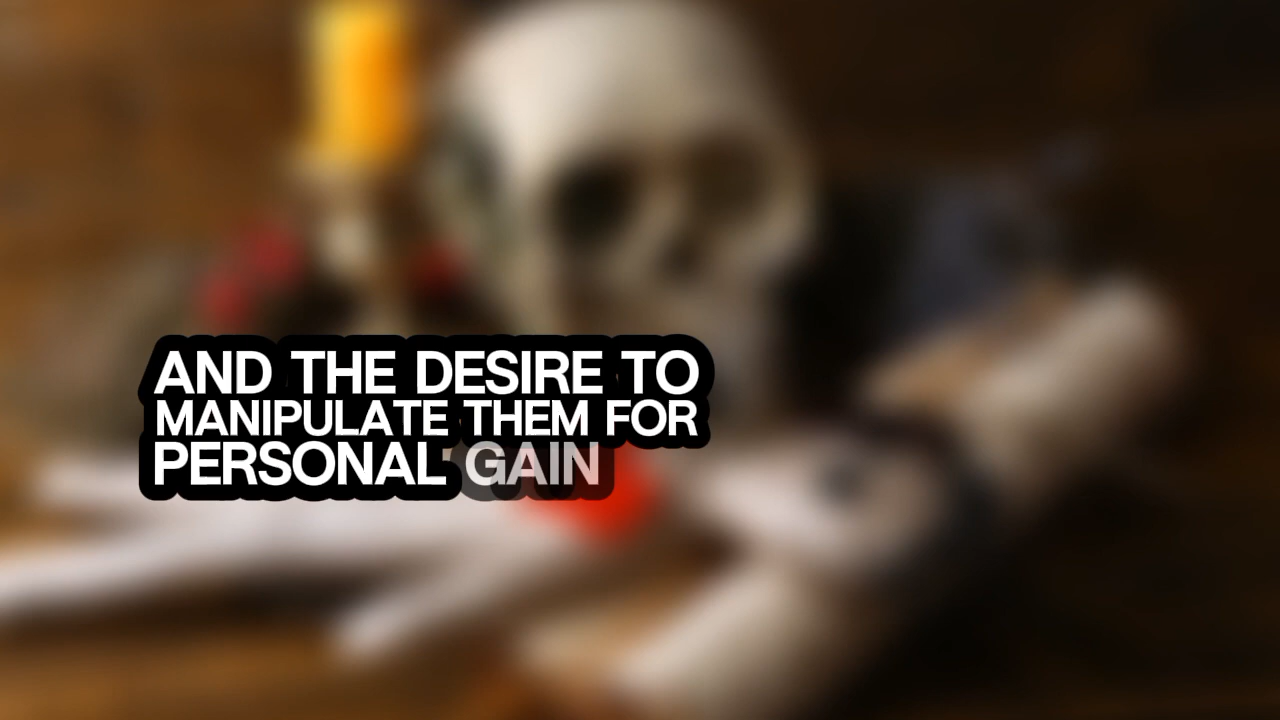 AND THE DESIRE TO
MANIPULATE THEM FOR
PERSONAL GAIN